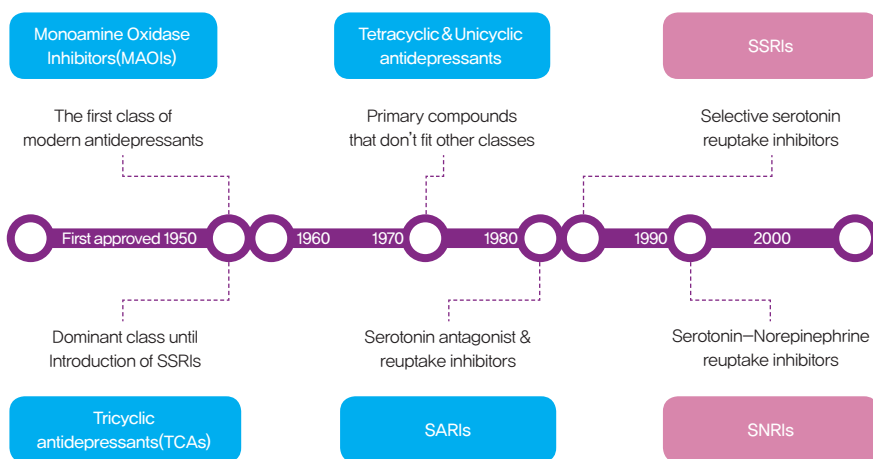 Monoamine Oxidase
Inhibitors(MAOIs)
Tetracyclic & Unicyclic
antidepressants
SSRIs
The first class of
modern antidepressants
Primary compounds
that don't fit other classes
Selective serotonin
reuptake inhibitors
First approved 1950
1960
1970
1980
1990
2000
Dominant class until
Introduction of SSRIs
Serotonin antagonist &
reuptake inhibitors
Serotonin–Norepinephrine
reuptake inhibitors
Tricyclic
antidepressants(TCAs)
SARIs
SNRIs